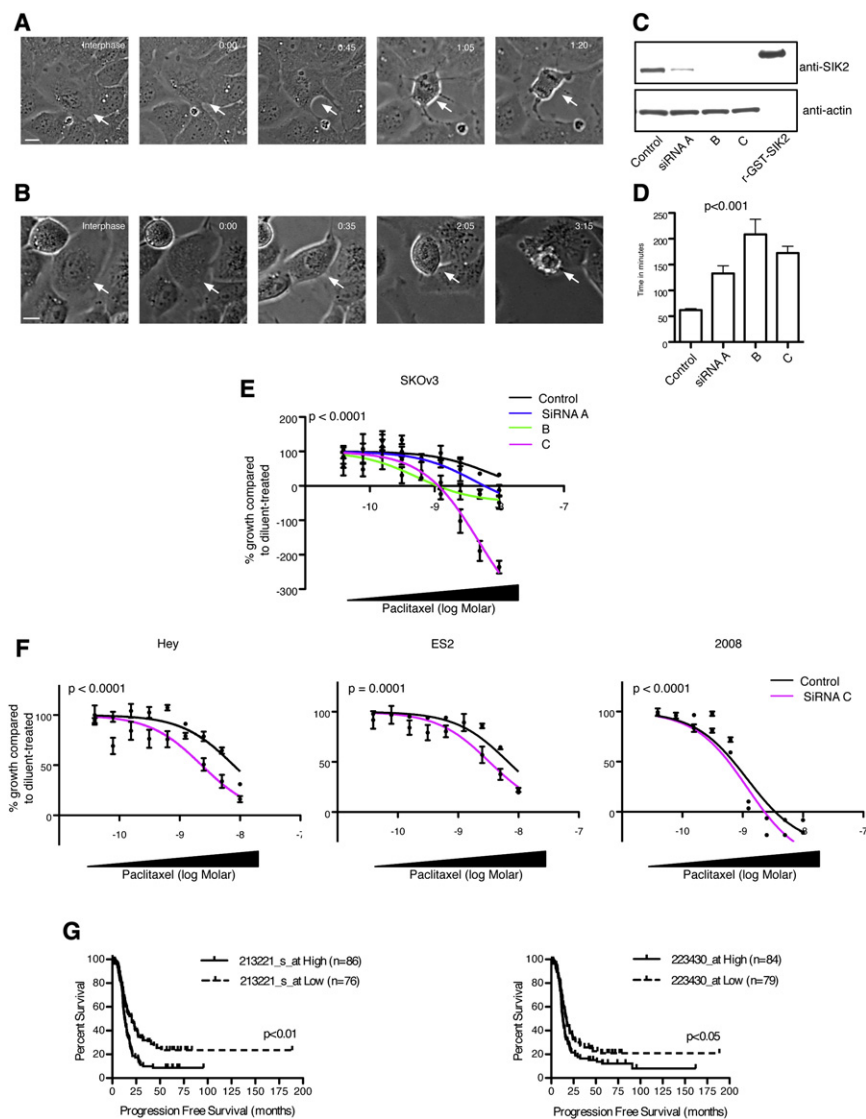 A
Interphase
0:00
0:45
1:05
1:20
B
Interphase
0:00
0:35
2:05
3:15
C
anti-SIK2
anti-actin
Control
siRNA A
B
C
r-GST-SIK2
D
p<0.001
Time in minutes
250
200
150
100
50
0
Control
siRNA A
B
C
E
SKOv3
p < 0.0001
Control
SiRNA A
B
C
% growth compared
to diluent-treated
200
100
0
-100
-200
-300
-10
-9
-8
-7
Paclitaxel (log Molar)
F
Hey
p < 0.0001
% growth compared
to diluent-treated
100
50
0
-10
-9
-8
-7
Paclitaxel (log Molar)
ES2
p = 0.0001
100
50
0
-10
-9
-8
-7
Paclitaxel (log Molar)
2008
p < 0.0001
Control
SiRNA C
100
50
0
-10
-9
-8
-7
Paclitaxel (log Molar)
G
213221_s_at High (n=86)
213221_s_at Low (n=76)
p<0.01
Percent Survival
100
80
60
40
20
0
0 25 50 75 100 125 150 175 200
Progression Free Survival (months)
223430_at High (n=84)
223430_at Low (n=79)
p<0.05
Percent Survival
100
80
60
40
20
0
0 25 50 75 100 125 150 175 200
Progression Free Survival (months)